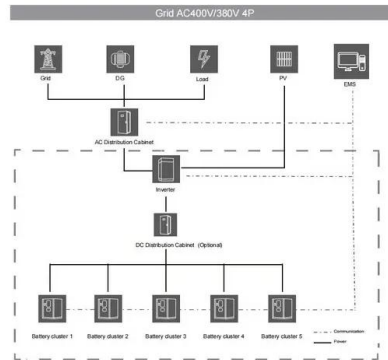 Grid AC400V/380V 4P
Grid
DG
Load
PV
EMS
AC Distribution Cabinet
Inverter
DC Distribution Cabinet (Optional)
Battery cluster 1
Battery cluster 2
Battery cluster 3
Battery cluster 4
Battery cluster 5
Communication
Power